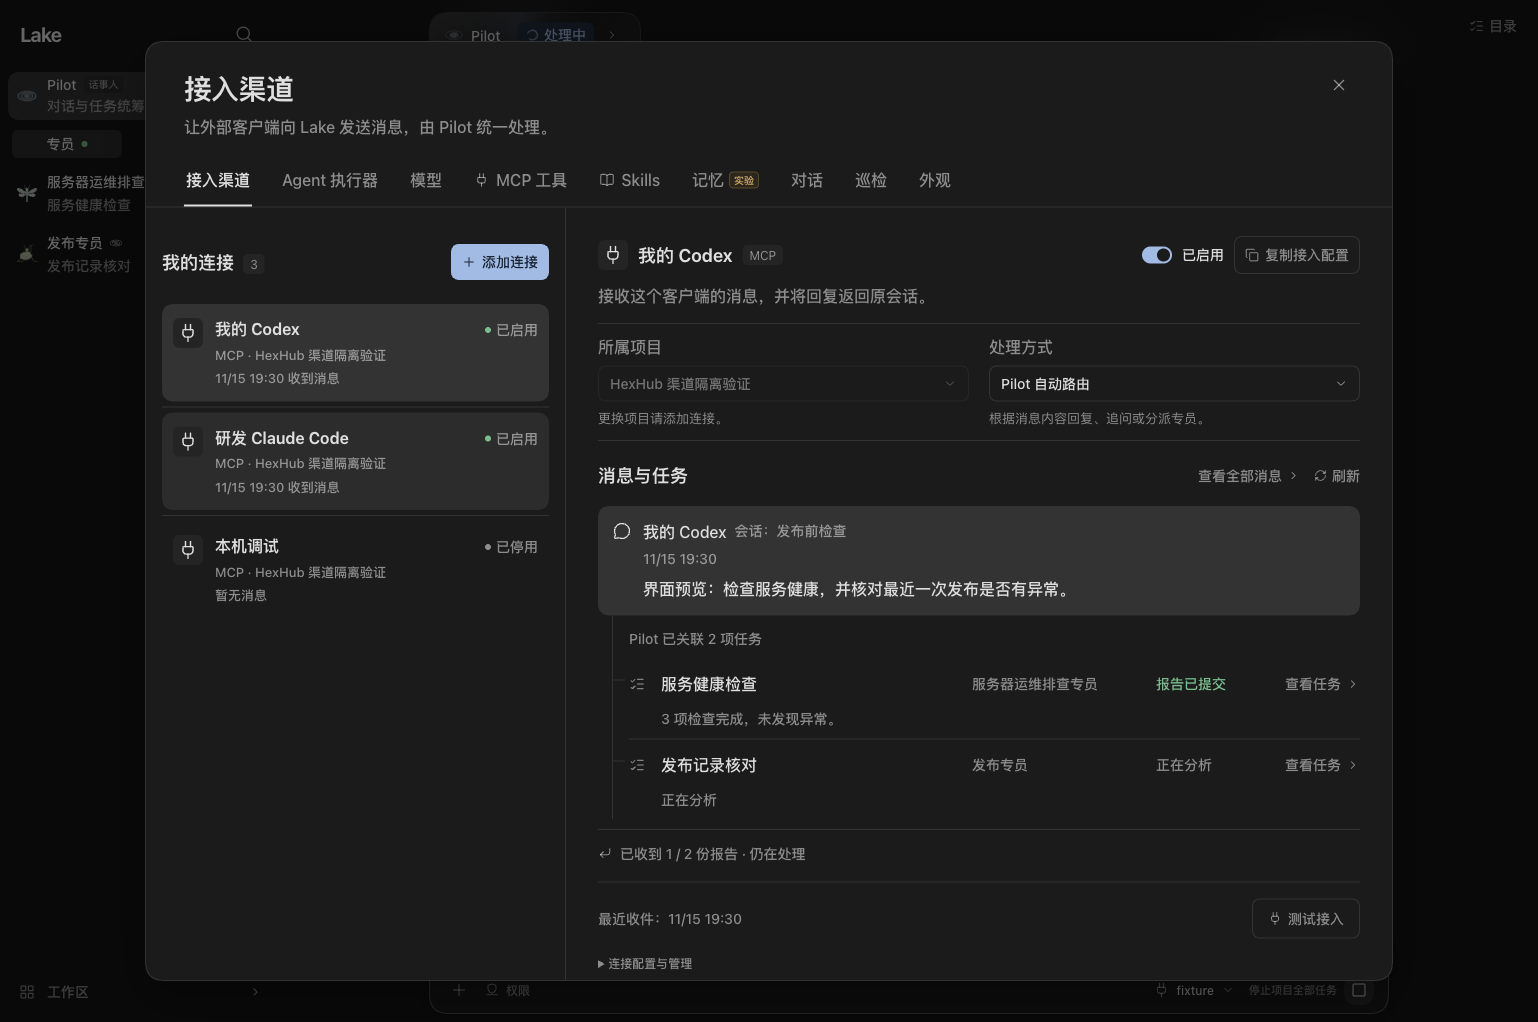 Lake
Pilot 处理中
目录
Pilot 话事人
对话与任务统筹
专员
服务器运维排查
服务健康检查
发布专员
发布记录核对
工作区
接入渠道
让外部客户端向 Lake 发送消息，由 Pilot 统一处理。
接入渠道 Agent 执行器 模型 MCP 工具 Skills 记忆 实验 对话 巡检 外观
我的连接 3
添加连接
我的 Codex 已启用
MCP · HexHub 渠道隔离验证
11/15 19:30 收到消息
研发 Claude Code 已启用
MCP · HexHub 渠道隔离验证
11/15 19:30 收到消息
本机调试 已停用
MCP · HexHub 渠道隔离验证
暂无消息
我的 Codex MCP 已启用 复制接入配置
接收这个客户端的消息，并将回复返回原会话。
所属项目 处理方式
HexHub 渠道隔离验证 Pilot 自动路由
更换项目请添加连接。 根据消息内容回复、追问或分派专员。
消息与任务 查看全部消息 刷新
我的 Codex 会话：发布前检查
11/15 19:30
界面预览：检查服务健康，并核对最近一次发布是否有异常。
Pilot 已关联 2 项任务
服务健康检查 服务器运维排查专员 报告已提交 查看任务
3 项检查完成，未发现异常。
发布记录核对 发布专员 正在分析 查看任务
正在分析
已收到 1 / 2 份报告 · 仍在处理
最近收件：11/15 19:30 测试接入
连接配置与管理
权限 fixture 停止项目全部任务